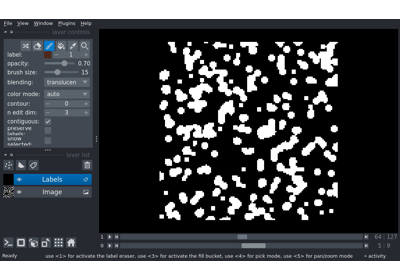 File View Window Plugins Help
layer controls
label: 1
opacity: 0.70
brush size: 15
blending: translucen
color mode: auto
contour: 0
n edit dim: 3
contiguous:
preserve labels:
show selected:
layer list
Labels
Image
1 64 127
0 5 9
Ready use <1> for activate the label eraser, use <3> for activate the fill bucket, use <4> for pick mode, use <5> for pan/zoom mode activity